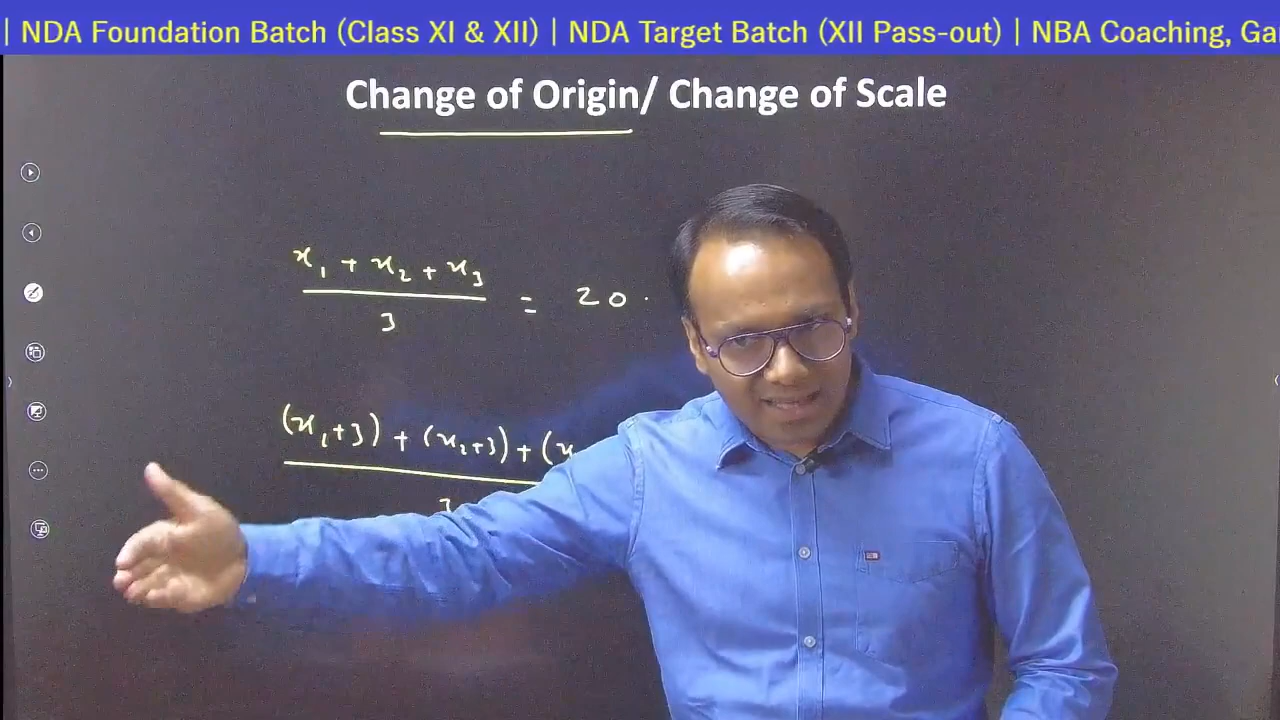 | NDA Foundation Batch (Class XI & XII) | NDA Target Batch (XII Pass-out) | NBA Coaching,
Change of Origin/ Change of Scale
x₁ + x₂ + x₃
3
= 20
(x₁+3) + (x₂+3) + (x